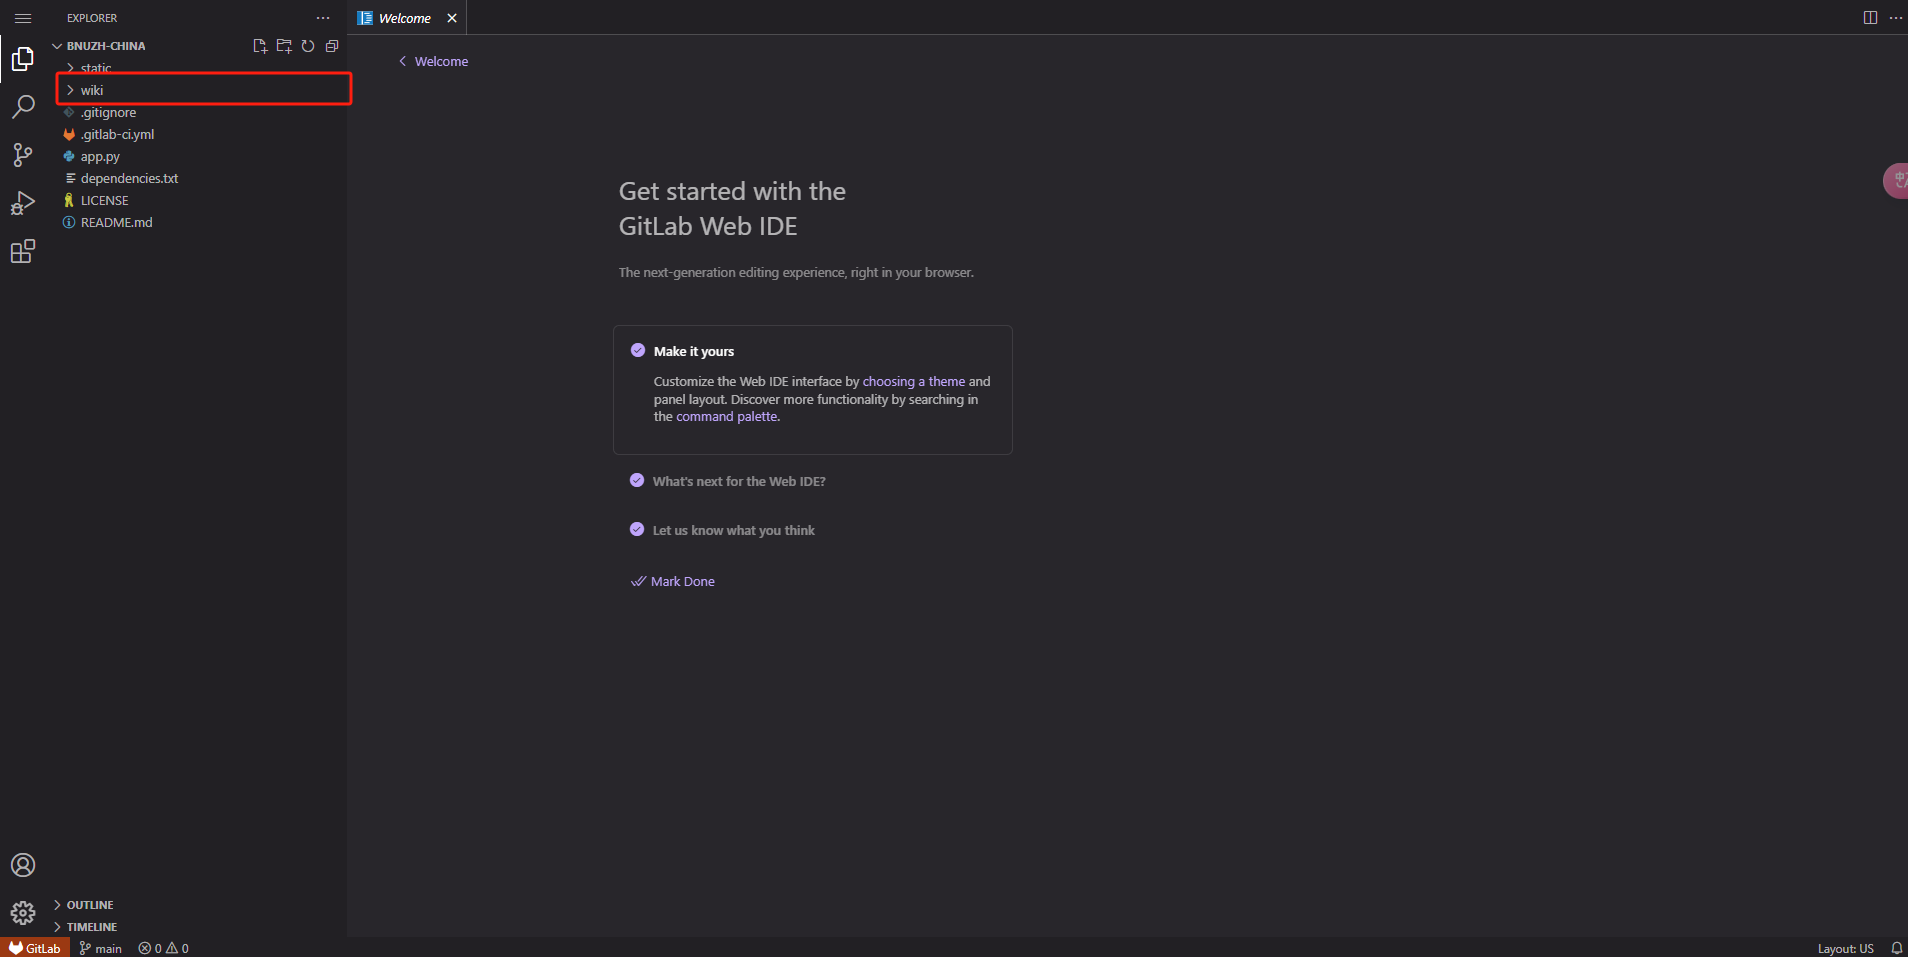 EXPLORER
Welcome
BNUZH-CHINA
static
wiki
.gitignore
.gitlab-ci.yml
app.py
dependencies.txt
LICENSE
README.md
Welcome
Get started with the
GitLab Web IDE
The next-generation editing experience, right in your browser.
Make it yours
Customize the Web IDE interface by choosing a theme and
panel layout. Discover more functionality by searching in
the command palette.
What's next for the Web IDE?
Let us know what you think
Mark Done
中
OUTLINE
TIMELINE
GitLab main 0 0
Layout: US